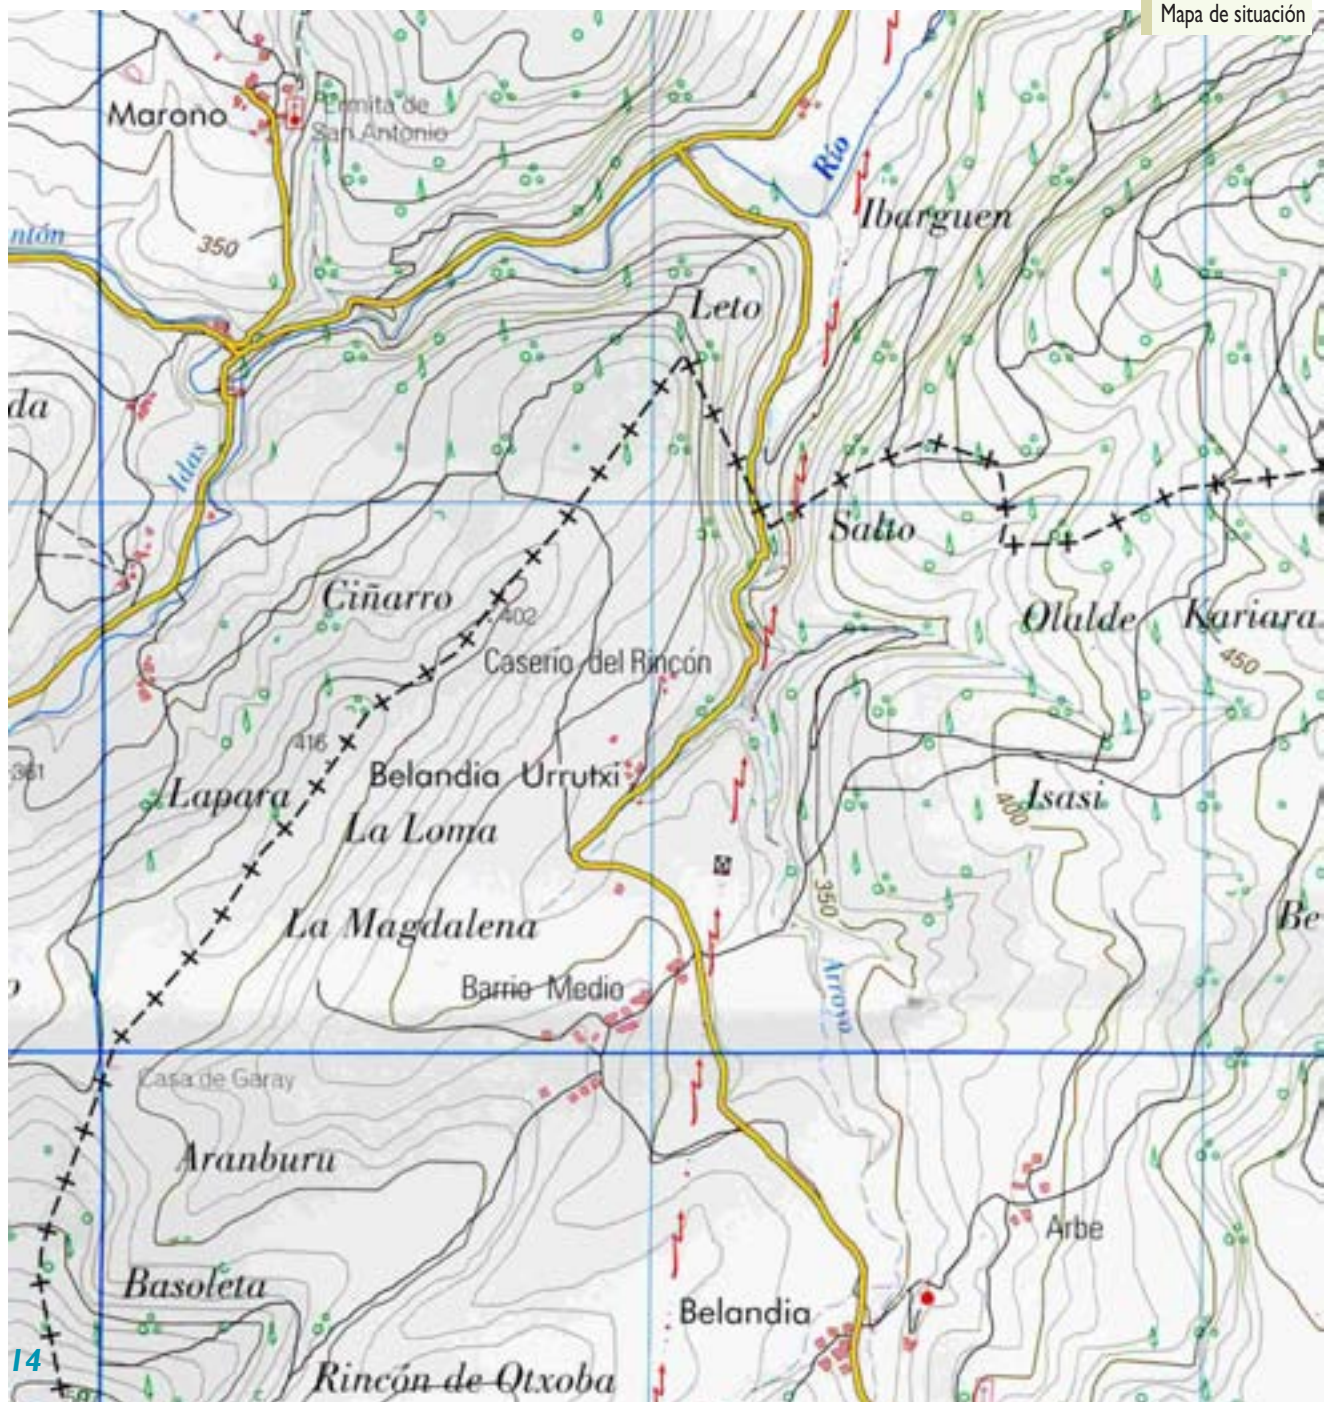 Mapa de situación
Maroño
Ermita de
San Antonio
Río
Ibarguen
ntón
350
Leto
da
Idas
Salto
Ciñarro
402
Olalde
Kariara
Caserío del Rincón
450
416
361
Belandia Urrutxi
Lapara
La Loma
Isasi
400
350
La Magdalena
Be
o
Barrio Medio
Arroyo
Casa de Garay
Aranburu
Arbe
Basoleta
Belandia
14
Rincón de Otxoba